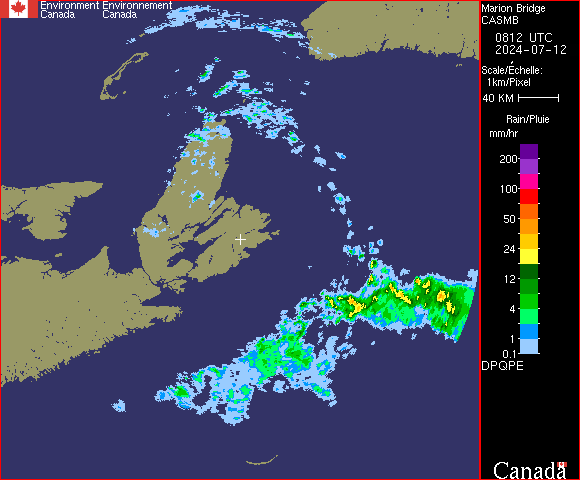 Environment Environnement
Canada Canada
Marion Bridge
CASMB
0812 UTC
2024-07-12
Scale/Échelle:
1km/Pixel
40 KM
Rain/Pluie
mm/hr
200
100
50
24
12
4
1
0.1
DPQPE
Canada